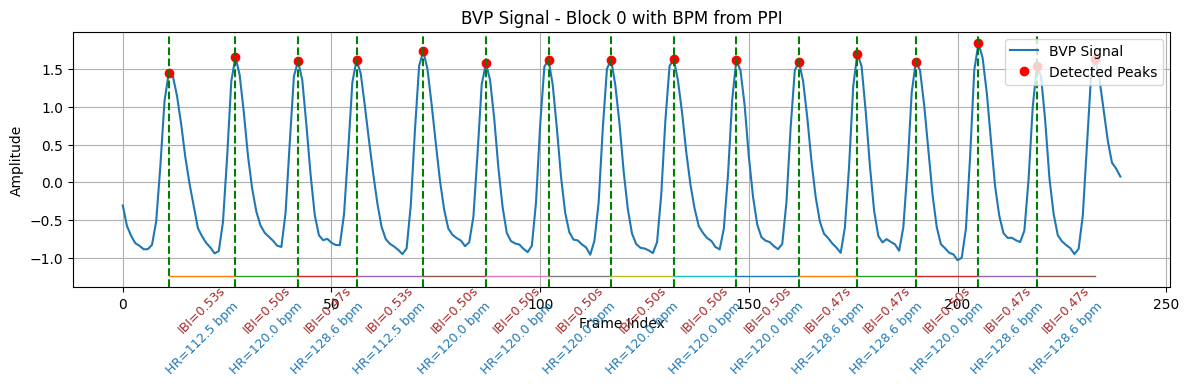 BVP Signal - Block 0 with BPM from PPI
BVP Signal
Detected Peaks
Amplitude
1.5
1.0
0.5
0.0
−0.5
−1.0
0
50
100
150
200
250
Frame Index
IBI=0.53s
HR=112.5 bpm
IBI=0.50s
HR=120.0 bpm
IBI=0.47s
HR=128.6 bpm
IBI=0.53s
HR=112.5 bpm
IBI=0.50s
HR=120.0 bpm
IBI=0.50s
HR=120.0 bpm
IBI=0.50s
HR=120.0 bpm
IBI=0.50s
HR=120.0 bpm
IBI=0.50s
HR=120.0 bpm
IBI=0.50s
HR=120.0 bpm
IBI=0.47s
HR=128.6 bpm
IBI=0.47s
HR=128.6 bpm
IBI=0.50s
HR=120.0 bpm
IBI=0.47s
HR=128.6 bpm
IBI=0.47s
HR=128.6 bpm